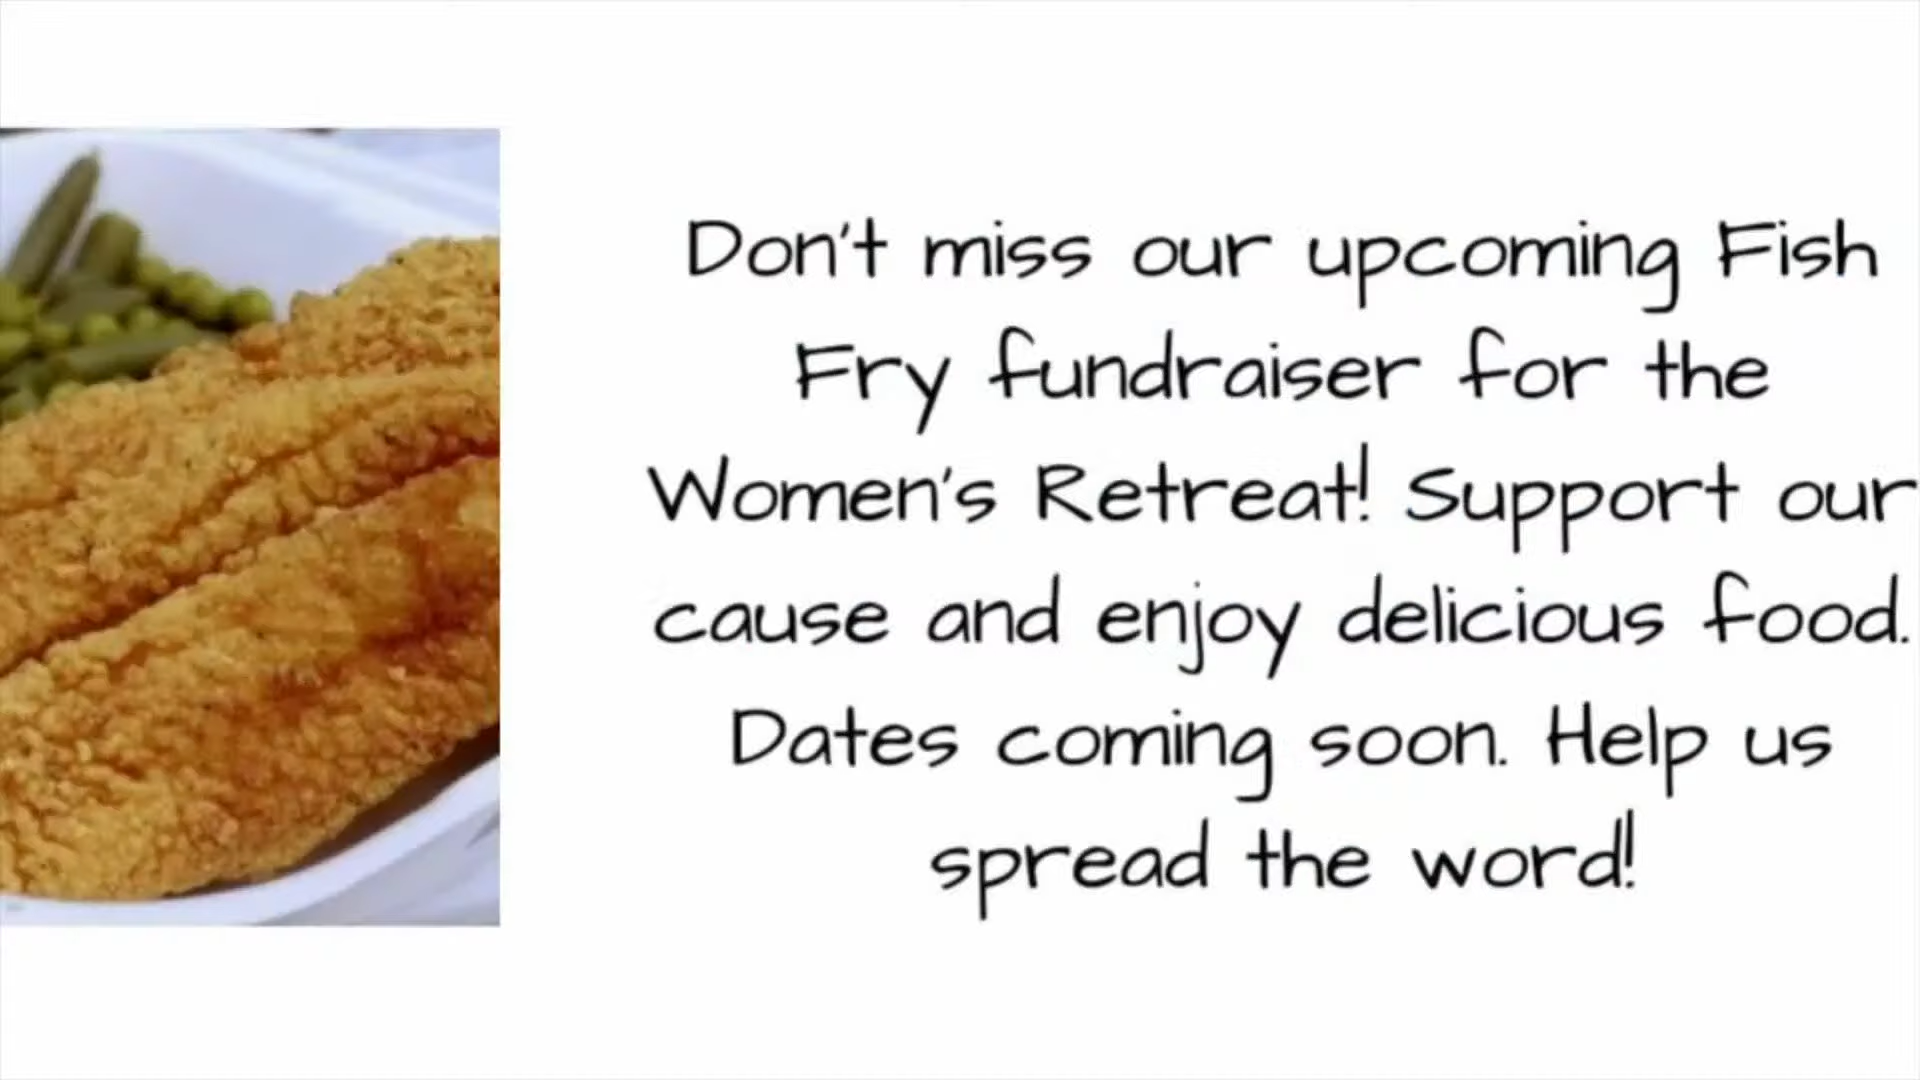 Don't miss our upcoming Fish
Fry fundraiser for the
Women's Retreat! Support our
cause and enjoy delicious food.
Dates coming soon. Help us
spread the word!